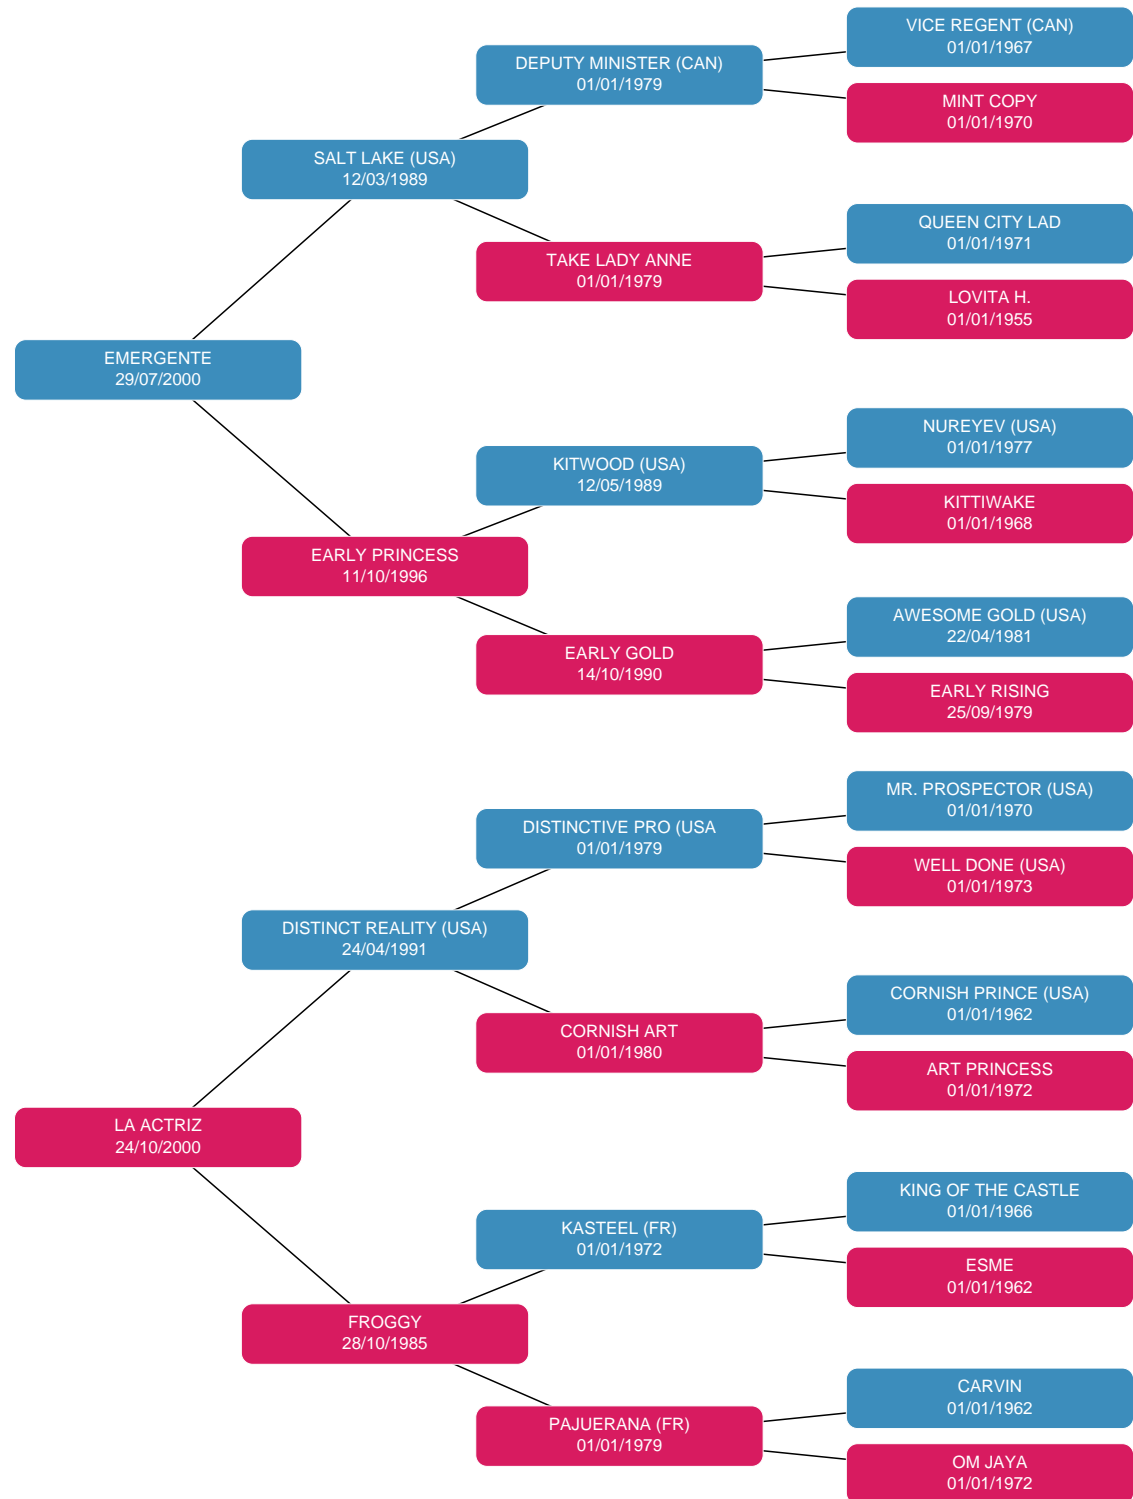 VICE REGENT (CAN)
01/01/1967
DEPUTY MINISTER (CAN)
01/01/1979
MINT COPY
01/01/1970
SALT LAKE (USA)
12/03/1989
QUEEN CITY LAD
01/01/1971
TAKE LADY ANNE
01/01/1979
LOVITA H.
01/01/1955
EMERGENTE
29/07/2000
NUREYEV (USA)
01/01/1977
KITWOOD (USA)
12/05/1989
KITTIWAKE
01/01/1968
EARLY PRINCESS
11/10/1996
AWESOME GOLD (USA)
22/04/1981
EARLY GOLD
14/10/1990
EARLY RISING
25/09/1979
MR. PROSPECTOR (USA)
01/01/1970
DISTINCTIVE PRO (USA
01/01/1979
WELL DONE (USA)
01/01/1973
DISTINCT REALITY (USA)
24/04/1991
CORNISH PRINCE (USA)
01/01/1962
CORNISH ART
01/01/1980
ART PRINCESS
01/01/1972
LA ACTRIZ
24/10/2000
KING OF THE CASTLE
01/01/1966
KASTEEL (FR)
01/01/1972
ESME
01/01/1962
FROGGY
28/10/1985
CARVIN
01/01/1962
PAJUERANA (FR)
01/01/1979
OM JAYA
01/01/1972